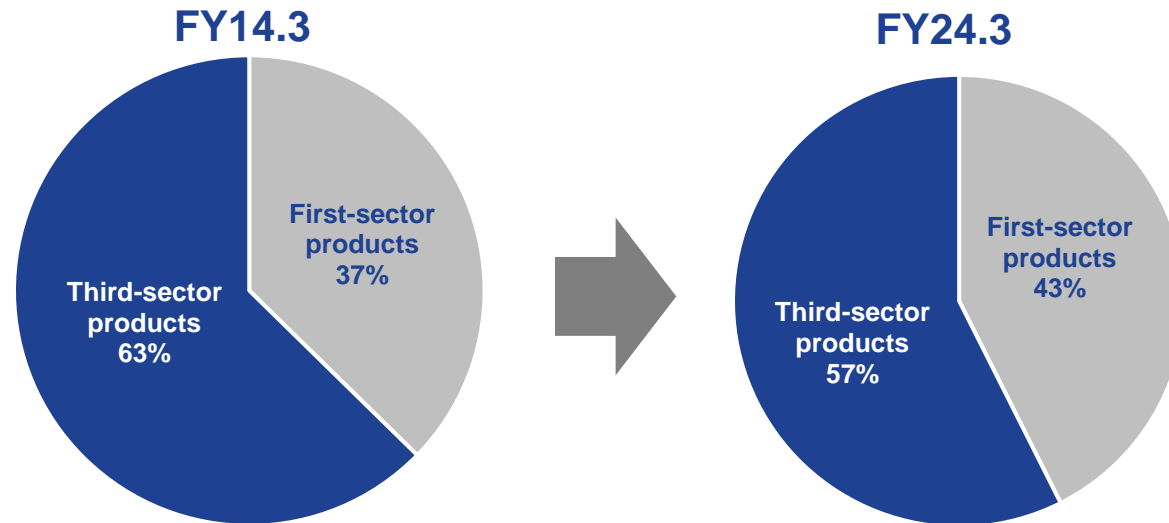 FY14.3
First-sector
products
37%
Third-sector
products
63%
FY24.3
First-sector
products
43%
Third-sector
products
57%